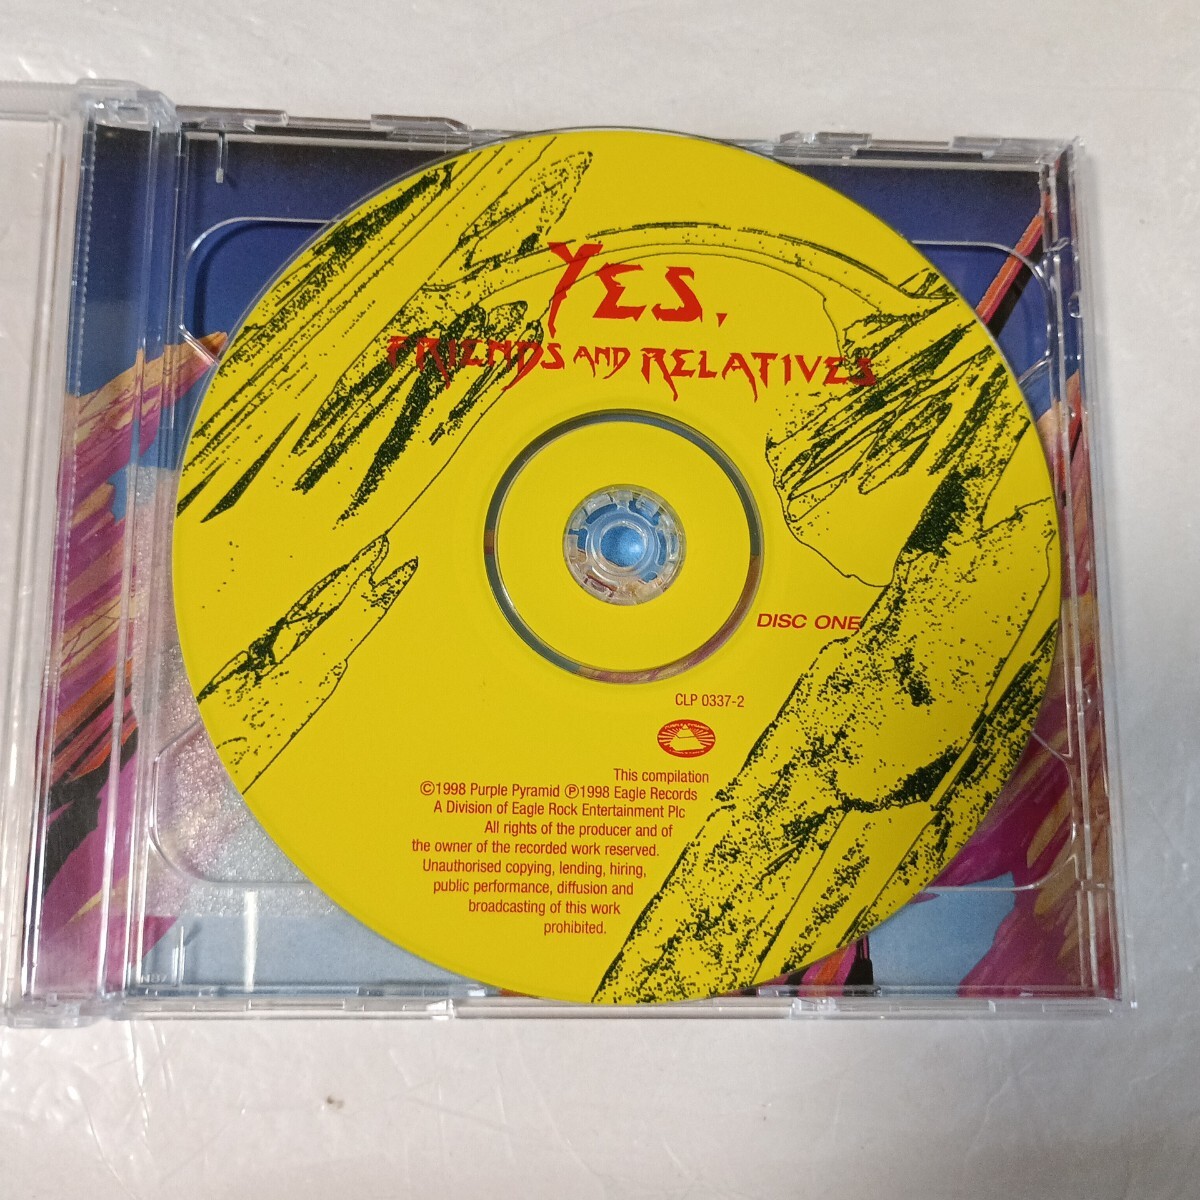 YES,
FRIENDS AND RELATIVES
DISC ONE
CLP 0337-2
This compilation
©1998 Purple Pyramid ℗1998 Eagle Records
A Division of Eagle Rock Entertainment Plc
All rights of the producer and of
the owner of the recorded work reserved.
Unauthorised copying, lending, hiring,
public performance, diffusion and
broadcasting of this work
prohibited.